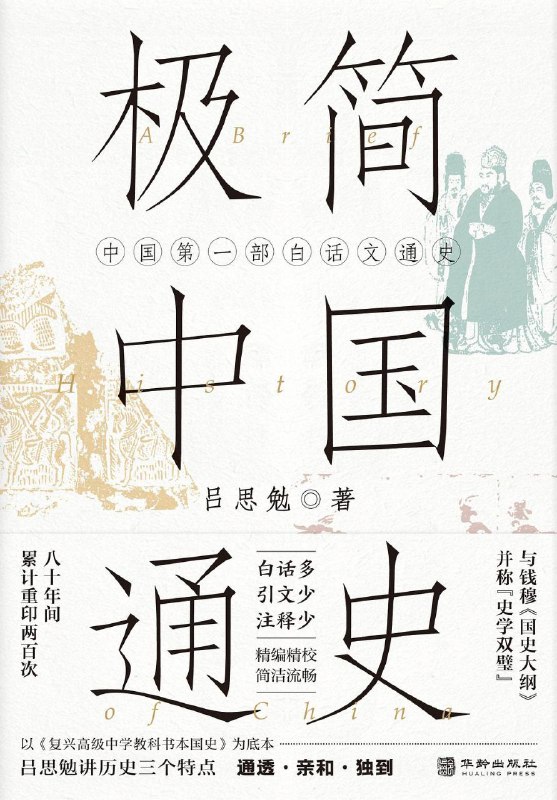 极简
A Brief
中国第一部白话文通史
中国
History
吕思勉◎著
与钱穆《国史大纲》
并称『史学双璧』
白话多
引文少
注释少
精编精校
简洁流畅
八十年间
累计重印两百次
通史
of China
以《复兴高级中学教科书本国史》为底本
吕思勉讲历史三个特点 通透·亲和·独到
华龄出版社
HUALING PRESS